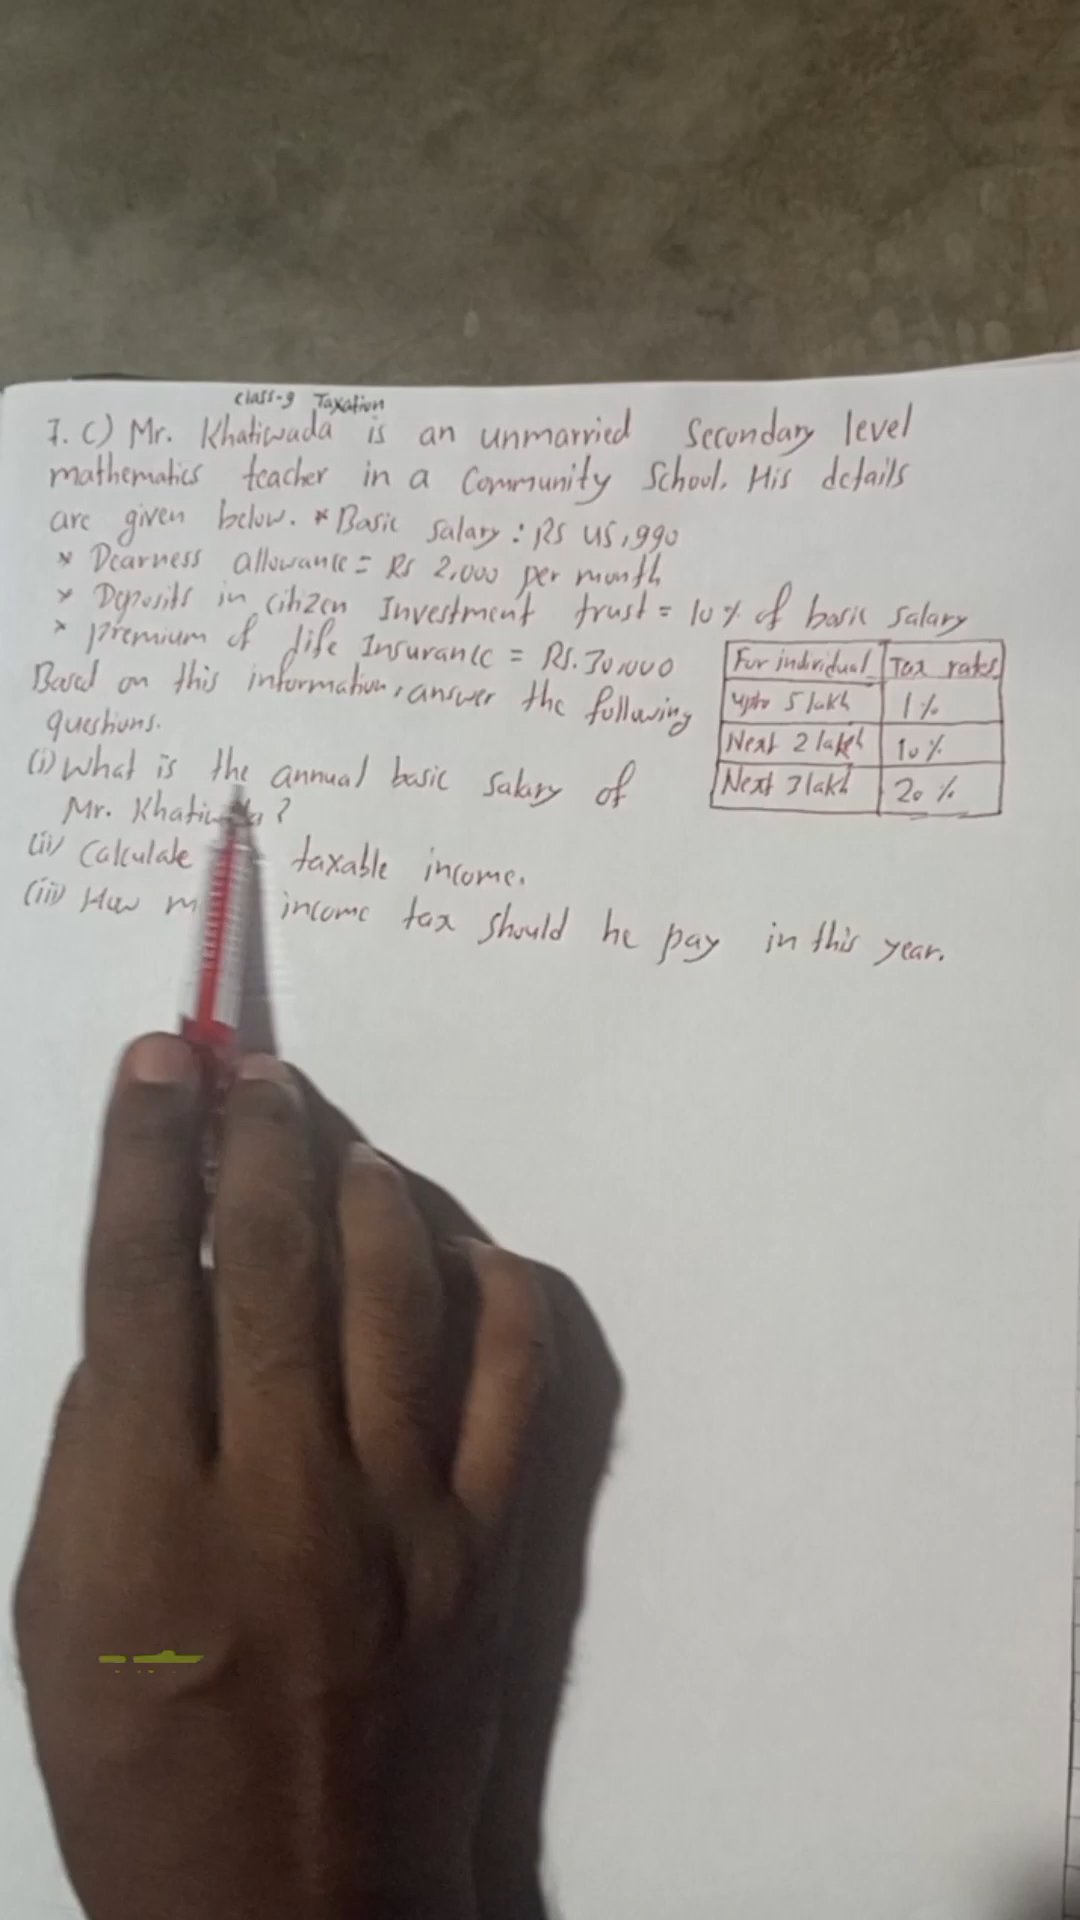 class-9 Taxation
7. c) Mr. Khatiwada is an unmarried Secondary level
mathematics teacher in a Community School. His details
are given below. * Basic salary : Rs 45,990
* Dearness allowance = Rs 2,000 per month
* Deposits in citizen Investment trust = 10% of basic salary
* premium of life Insurance = Rs. 30,000
Based on this information, answer the following
questions.
For individual Tax rates
upto 5 lakh 1%
Next 2 lakh 10%
Next 3 lakh 20%
(i) What is the annual basic salary of
Mr. Khatiwada?
(ii) Calculate taxable income.
(iii) How income tax should he pay in this year.